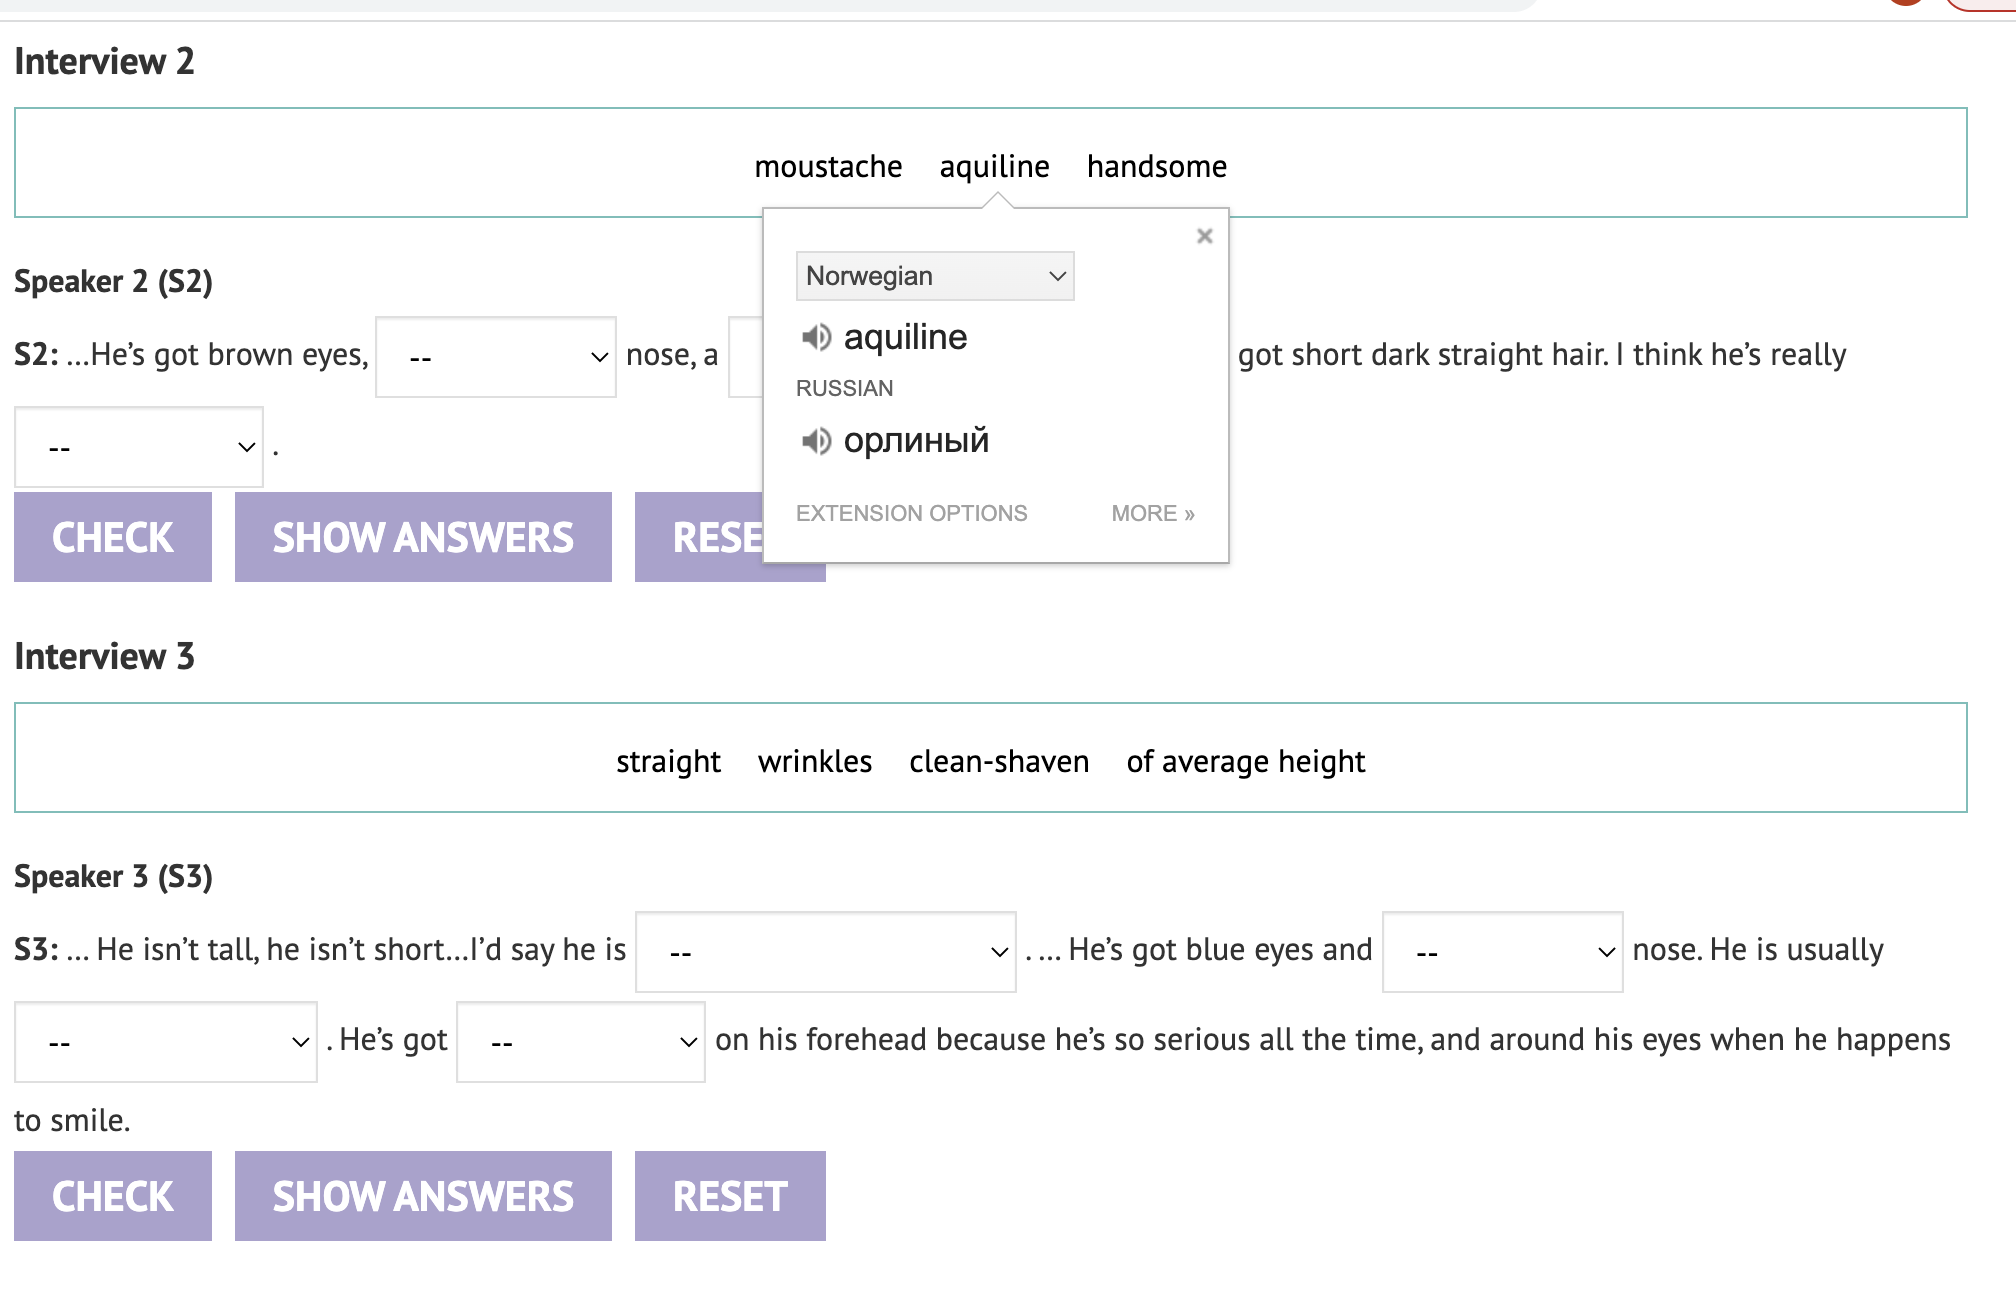 Interview 2
moustache aquiline handsome
×
Norwegian
aquiline
RUSSIAN
орлиный
EXTENSION OPTIONS MORE »
Speaker 2 (S2)
S2: ...He’s got brown eyes, -- nose, a got short dark straight hair. I think he’s really
-- .
CHECK SHOW ANSWERS RESE
Interview 3
straight wrinkles clean-shaven of average height
Speaker 3 (S3)
S3: ... He isn’t tall, he isn’t short...I’d say he is -- . ... He’s got blue eyes and -- nose. He is usually
-- . He’s got -- on his forehead because he’s so serious all the time, and around his eyes when he happens
to smile.
CHECK SHOW ANSWERS RESET